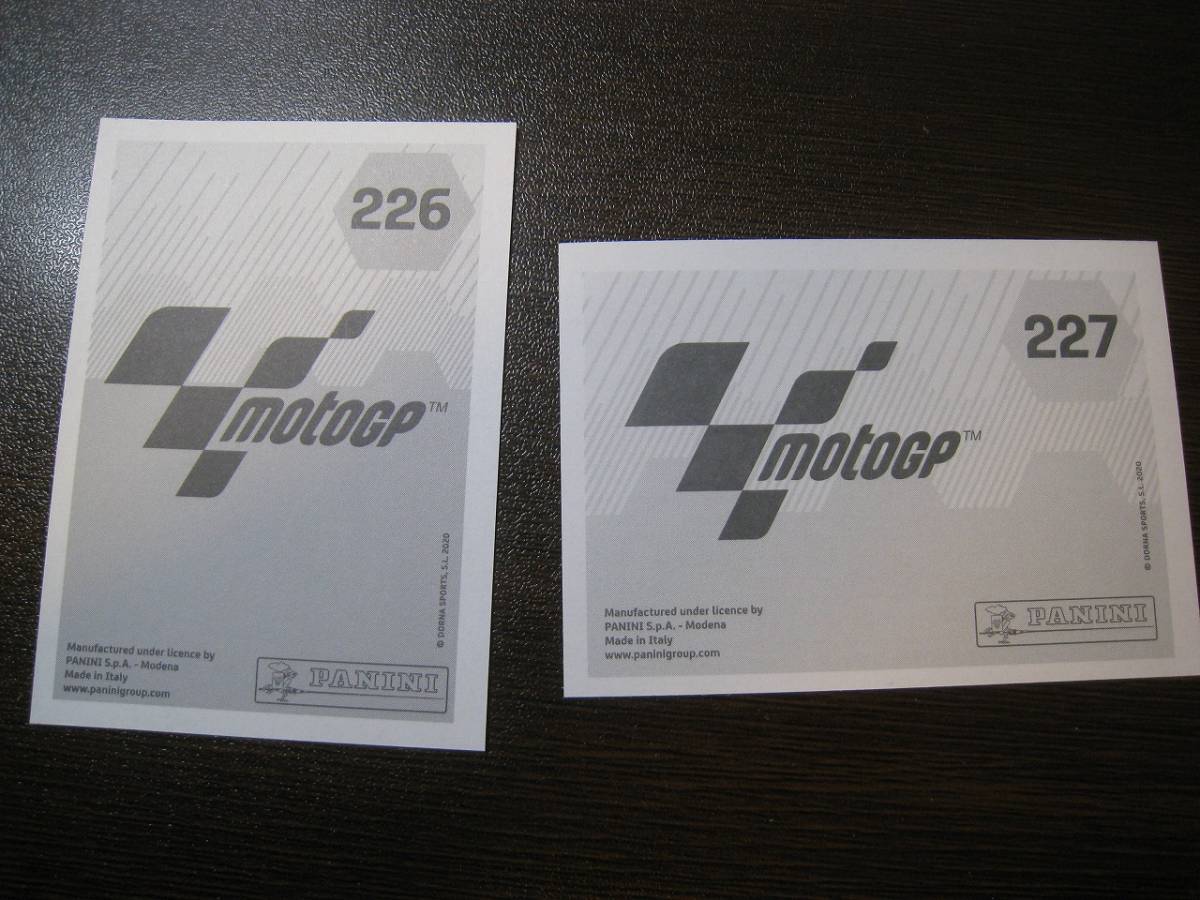 226
motoGP™
© DORNA SPORTS, S.L. 2020
Manufactured under licence by
PANINI S.p.A. - Modena
Made in Italy
www.paninigroup.com
PANINI
227
motoGP™
© DORNA SPORTS, S.L. 2020
Manufactured under licence by
PANINI S.p.A. - Modena
Made in Italy
www.paninigroup.com
PANINI